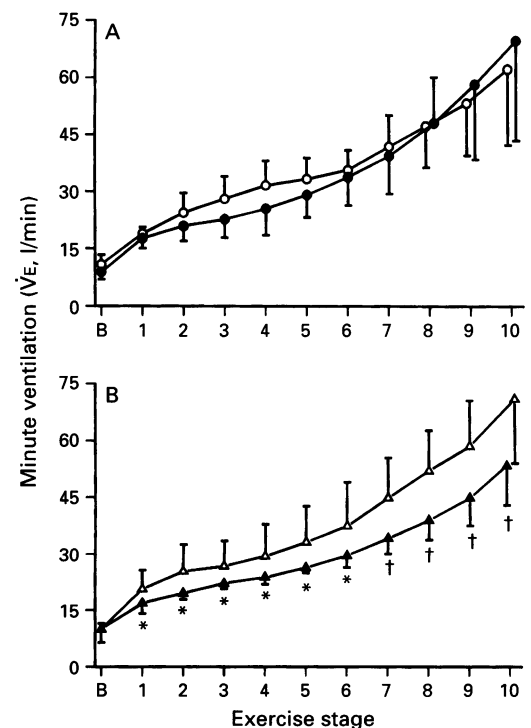 A
75
60
45
30
15
0
B 1 2 3 4 5 6 7 8 9 10
Minute ventilation (V̇E, l/min)
B
75
60
45
30
15
0
* * * * * * † † † †
B 1 2 3 4 5 6 7 8 9 10
Exercise stage